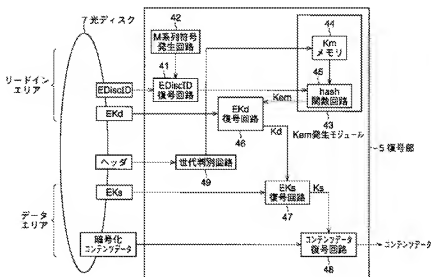 7 光ディスク
リードイン
エリア
EDiscID
EKd
ヘッダ
EKs
データ
エリア
暗号化
コンテンツデータ
42
M系列符号
発生回路
41
EDiscID
復号回路
44
Km
メモリ
45
hash
関数回路
Kem
43
Kem発生モジュール
EKd
復号回路
46
Kd
世代判別回路
49
EKs
復号回路
47
Ks
5 復号部
コンテンツデータ
復号回路
48
コンテンツデータ